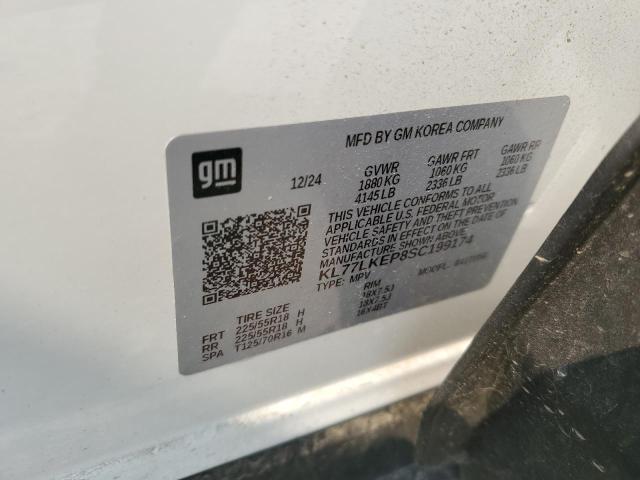 MFD BY GM KOREA COMPANY
gm
12/24
GVWR GAWR FRT GAWR RR
1880 KG 1060 KG 1060 KG
4145 LB 2336 LB 2336 LB
THIS VEHICLE CONFORMS TO ALL
APPLICABLE U.S. FEDERAL MOTOR
VEHICLE SAFETY AND THEFT PREVENTION
STANDARDS IN EFFECT ON THE DATE OF
MANUFACTURE SHOWN ABOVE.
KL77LKEP8SC199174
TYPE: MPV MODEL:
TIRE SIZE RIM
FRT 225/55R18 H 18X7.5J
RR 225/55R18 H 18X7.5J
SPA T125/70R16 M 16X4BT